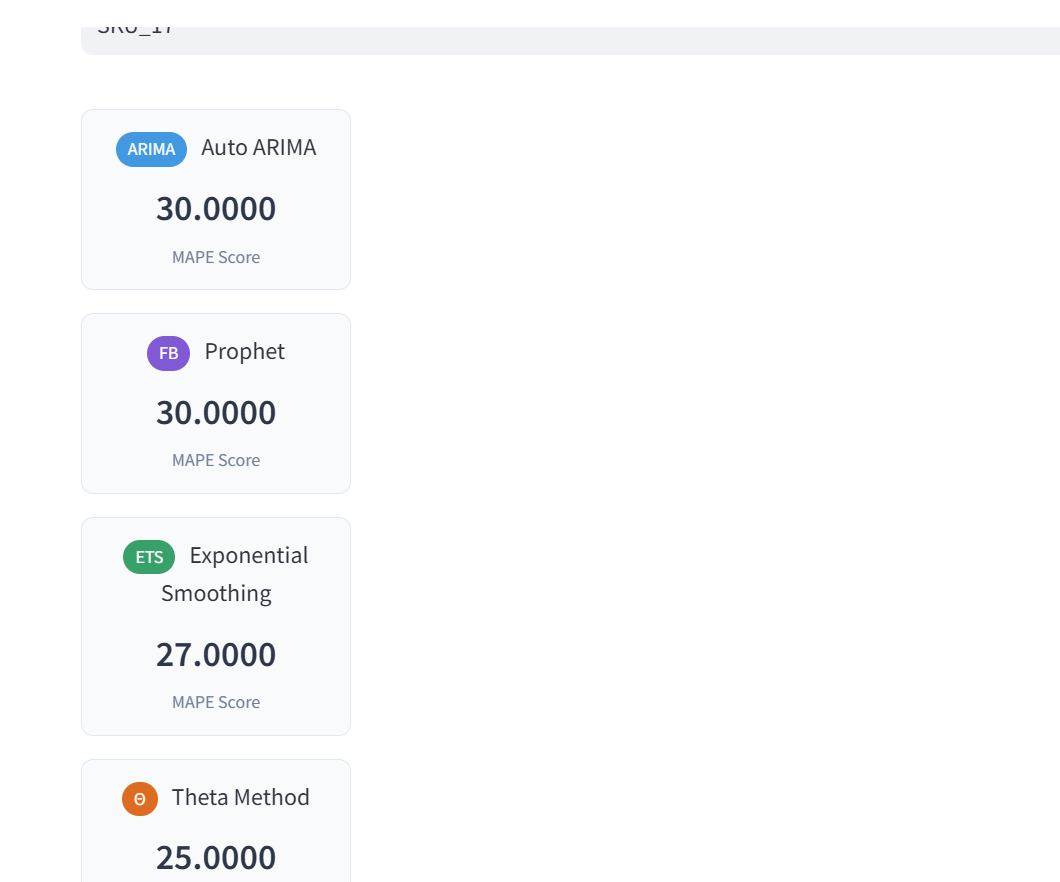 SKU_17
ARIMA Auto ARIMA
30.0000
MAPE Score
FB Prophet
30.0000
MAPE Score
ETS Exponential
Smoothing
27.0000
MAPE Score
Θ Theta Method
25.0000